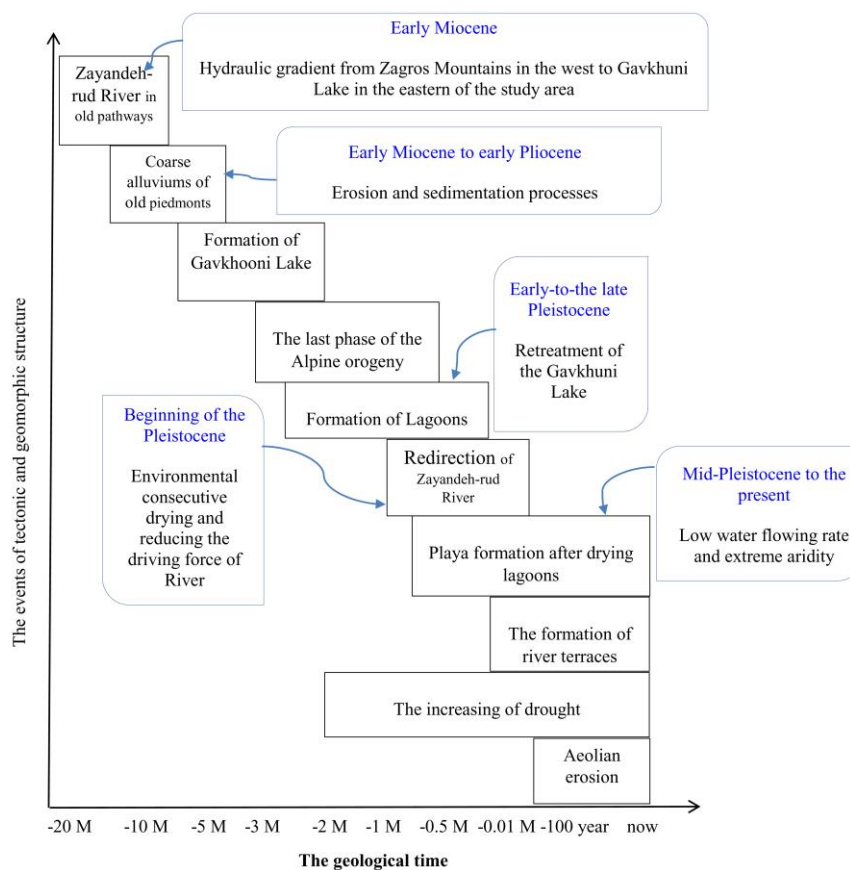 Early Miocene
Hydraulic gradient from Zagros Mountains in the west to Gavkhuni
Lake in the eastern of the study area
Zayandeh-
rud River in
old pathways
Coarse
alluviums of
old piedmonts
Early Miocene to early Pliocene
Erosion and sedimentation processes
Formation of
Gavkhooni Lake
Early-to-the late
Pleistocene
Retreatment of
the Gavkhuni
Lake
The last phase of the
Alpine orogeny
Formation of Lagoons
Beginning of the
Pleistocene
Environmental
consecutive
drying and
reducing the
driving force of
River
Redirection of
Zayandeh-rud
River
Mid-Pleistocene to the
present
Low water flowing rate
and extreme aridity
Playa formation after drying
lagoons
The formation of
river terraces
The increasing of drought
Aeolian
erosion
The events of tectonic and geomorphic structure
-20 M -10 M -5 M -3 M -2 M -1 M -0.5 M -0.01 M -100 year now
The geological time